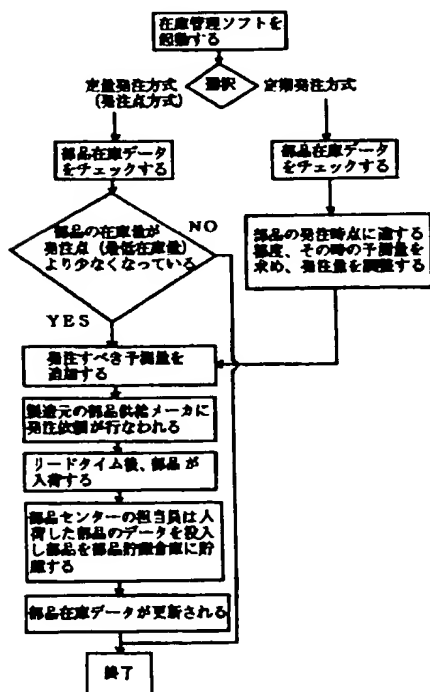 在庫管理ソフトを
起動する
選択
定量発注方式
(発注点方式)
定期発注方式
部品在庫データ
をチェックする
部品在庫データ
をチェックする
部品の在庫量が
発注点(最低在庫量)
より少なくなっている
NO
YES
部品の発注時点に達する
都度、その時の予測量を
求め、発注量を調整する
発注すべき予測量を
追加する
製造元の部品供給メーカに
発注依頼が行なわれる
リードタイム後、部品が
入荷する
部品センターの担当員は入
荷した部品のデータを投入
し部品を部品貯蔵倉庫に貯
蔵する
部品在庫データが更新される
終了